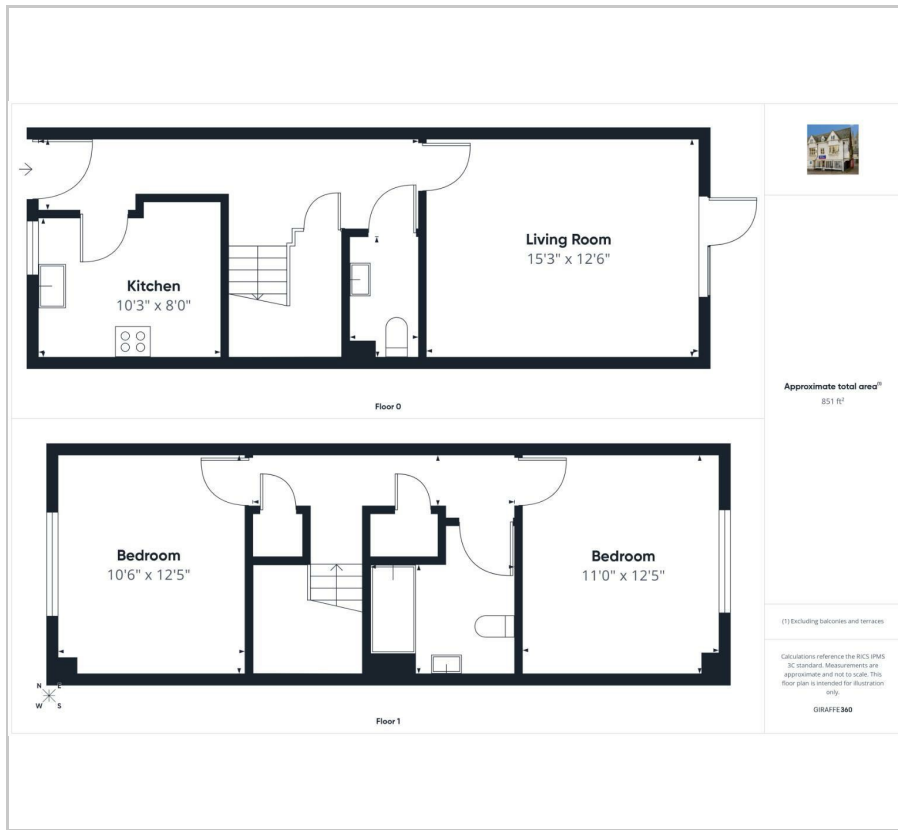 Living Room
15'3" x 12'6"
Kitchen
10'3" x 8'0"
Floor 0
Approximate total area⁽¹⁾
851 ft²
Bedroom
10'6" x 12'5"
Bedroom
11'0" x 12'5"
N E
W S
Floor 1
(1) Excluding balconies and terraces
Calculations reference the RICS IPMS
3C standard. Measurements are
approximate and not to scale. This
floor plan is intended for illustration
only.
GIRAFFE360